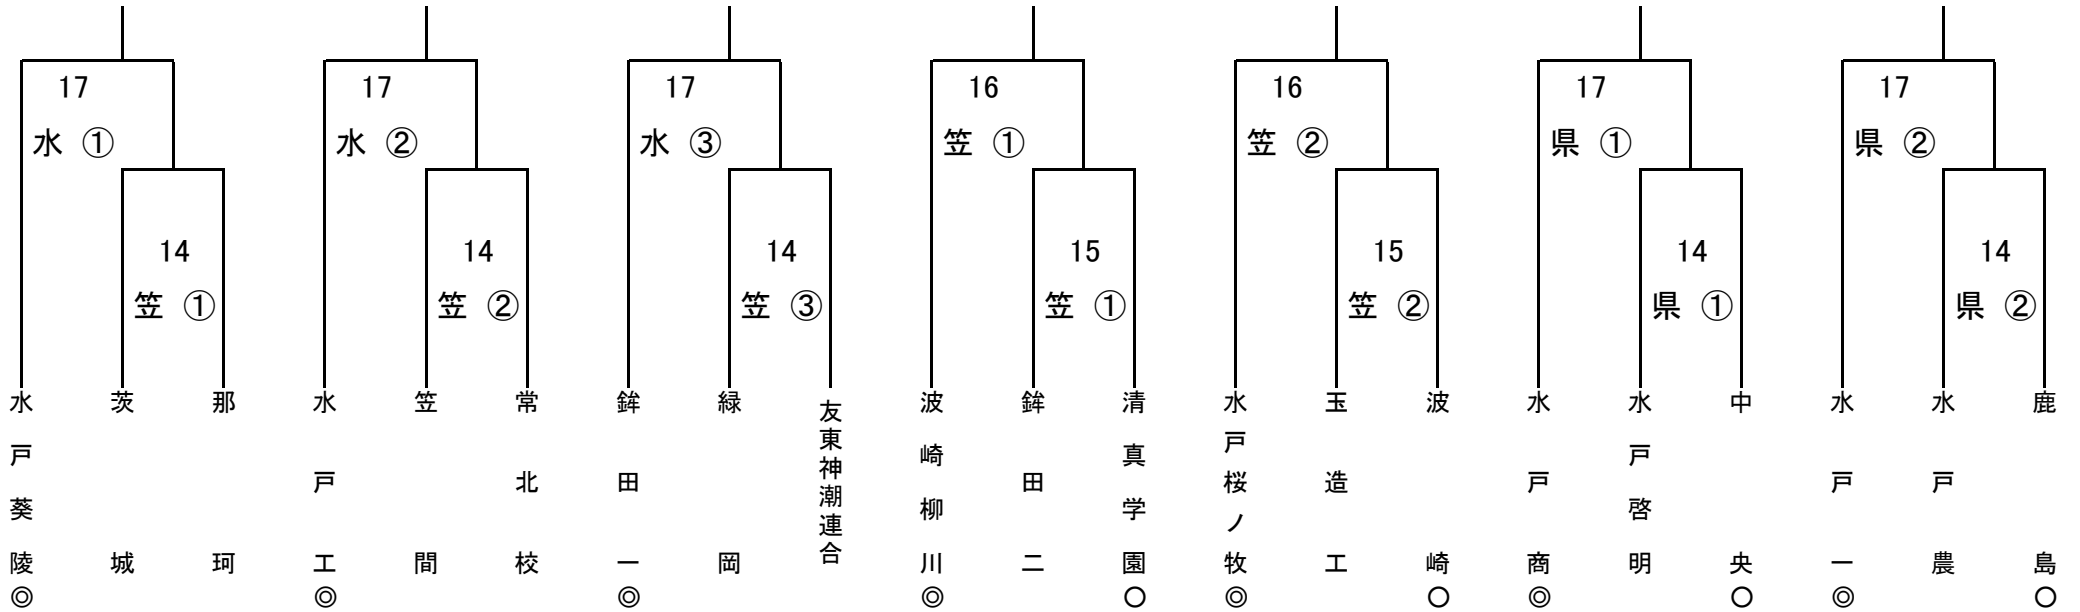 17 17 17 16 16 17 17
水 ① 水 ② 水 ③ 笠 ① 笠 ② 県 ① 県 ②
14 14 14 15 15 14 14
笠 ① 笠 ② 笠 ③ 笠 ① 笠 ② 県 ① 県 ②
水戸葵陵◎
茨城
那珂
水戸工◎
笠間
常北校
鉾田一◎
緑岡
友東神潮連合
波崎柳川◎
鉾田二
清真学園○
水戸桜ノ牧◎
玉造工
波崎○
水戸商◎
水戸啓明
中央○
水戸一◎
水戸農
鹿島○